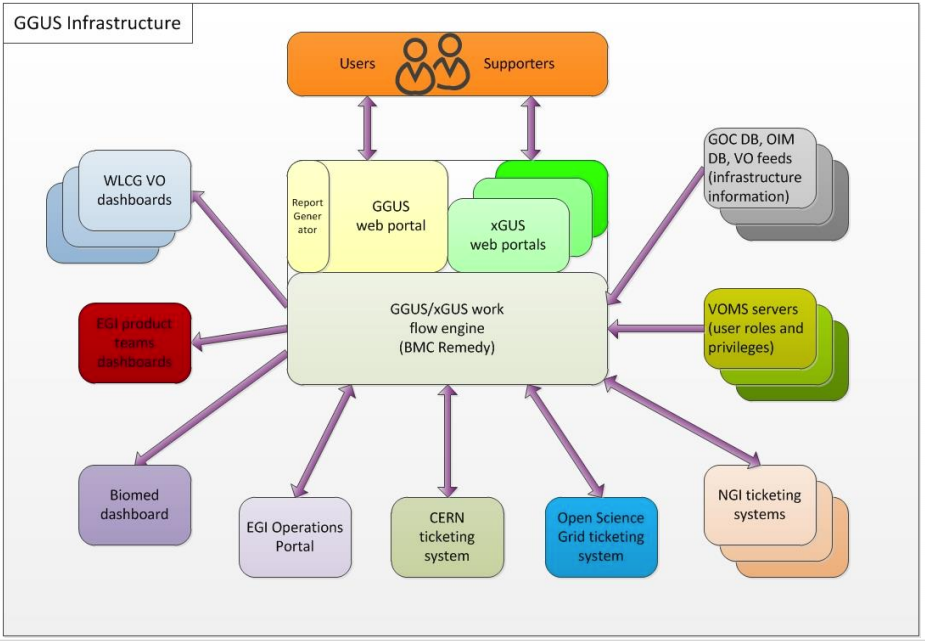 GGUS Infrastructure
Users
Supporters
WLCG VO
dashboards
Report
Gener
ator
GGUS
web portal
xGUS
web portals
GOC DB, OIM
DB, VO feeds
(infrastructure
information)
EGI product
teams
dashboards
GGUS/xGUS work
flow engine
(BMC Remedy)
VOMS servers
(user roles and
privileges)
Biomed
dashboard
EGI Operations
Portal
CERN
ticketing
system
Open Science
Grid ticketing
system
NGI ticketing
systems